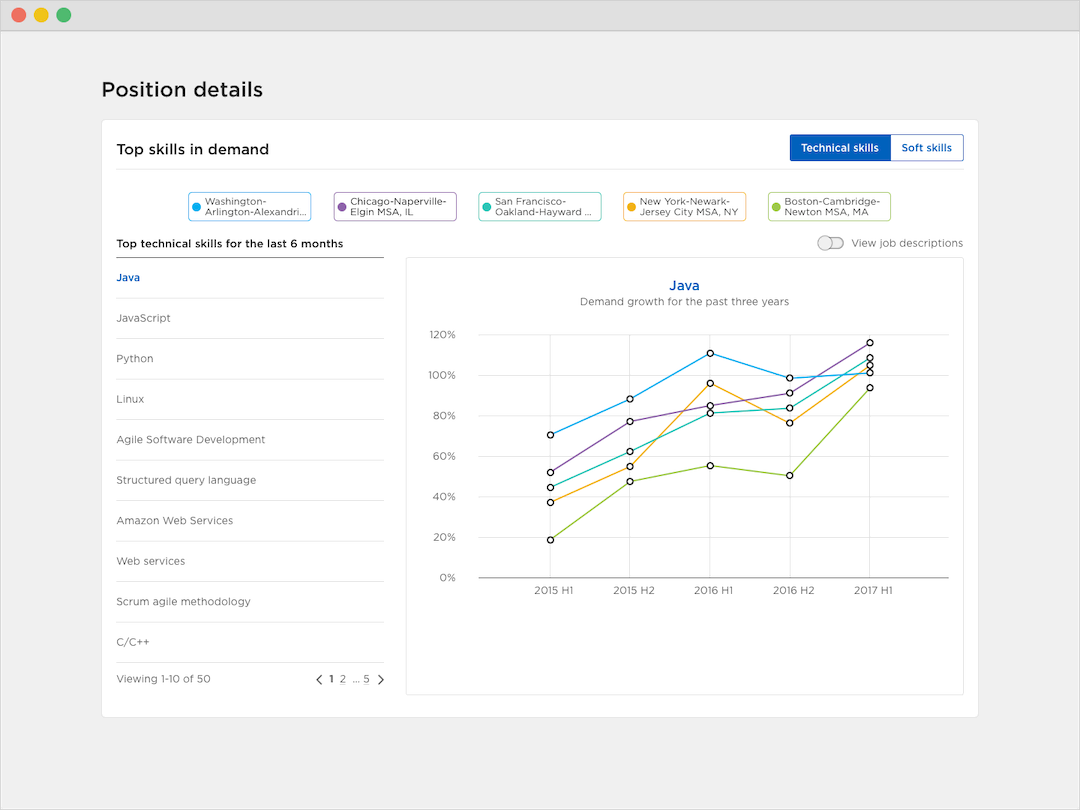 Position details
Top skills in demand
Technical skills
Soft skills
Washington-
Arlington-Alexandri...
Chicago-Naperville-
Elgin MSA, IL
San Francisco-
Oakland-Hayward ...
New York-Newark-
Jersey City MSA, NY
Boston-Cambridge-
Newton MSA, MA
Top technical skills for the last 6 months
View job descriptions
Java
JavaScript
Python
Linux
Agile Software Development
Structured query language
Amazon Web Services
Web services
Scrum agile methodology
C/C++
Viewing 1-10 of 50
1 2 ... 5
Java
Demand growth for the past three years
120%
100%
80%
60%
40%
20%
0%
2015 H1 2015 H2 2016 H1 2016 H2 2017 H1